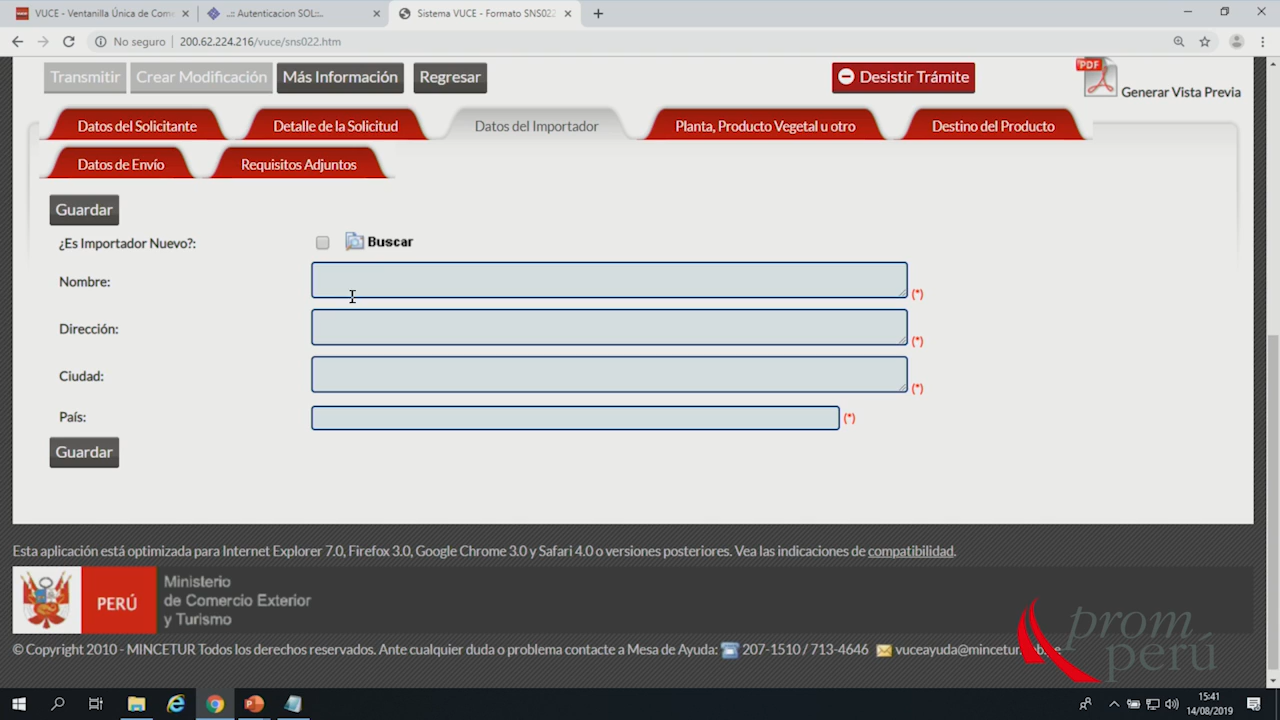 VUCE - Ventanilla Única de Come
..:: Autenticacion SOL::..
Sistema VUCE - Formato SNS022
No seguro
200.62.224.216/vuce/sns022.htm
Transmitir
Crear Modificación
Más Información
Regresar
Desistir Trámite
PDF
Generar Vista Previa
Datos del Solicitante
Detalle de la Solicitud
Datos del Importador
Planta, Producto Vegetal u otro
Destino del Producto
Datos de Envío
Requisitos Adjuntos
Guardar
¿Es Importador Nuevo?:
Buscar
Nombre:
(*)
Dirección:
(*)
Ciudad:
(*)
País:
(*)
Guardar
Esta aplicación está optimizada para Internet Explorer 7.0, Firefox 3.0, Google Chrome 3.0 y Safari 4.0 o versiones posteriores. Vea las indicaciones de compatibilidad.
PERÚ
Ministerio
de Comercio Exterior
y Turismo
prom
perú
© Copyright 2010 - MINCETUR Todos los derechos reservados. Ante cualquier duda o problema contacte a Mesa de Ayuda: 207-1510 / 713-4646
15:41
14/08/2019